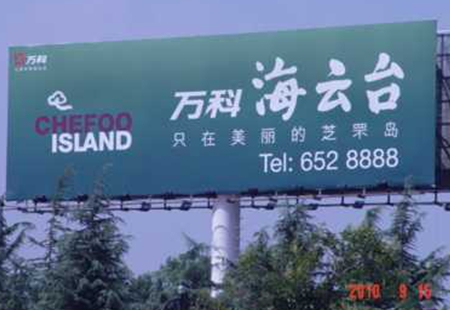 万科
CHEFOO
ISLAND
万科 海云台
只在美丽的芝罘岛
Tel: 652 8888
2010 9 16